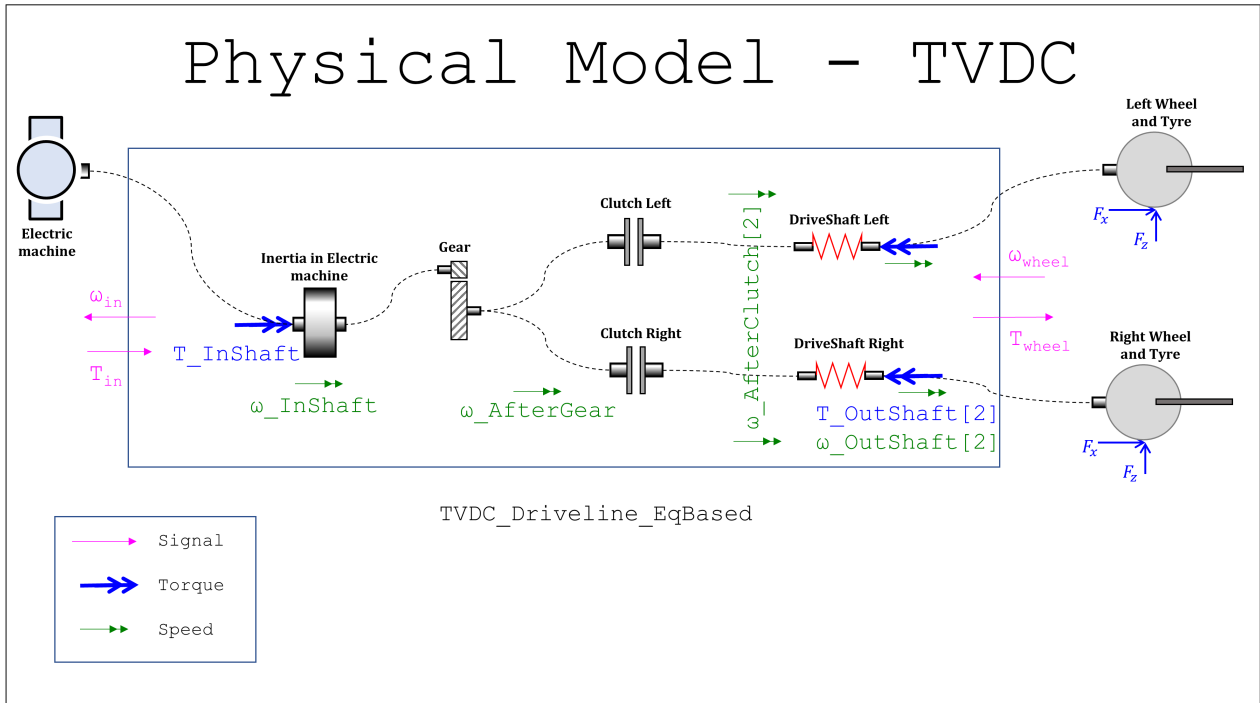 Physical Model - TVDC
Electric
machine
Left Wheel
and Tyre
Clutch Left
DriveShaft Left
Gear
Inertia in Electric
machine
F_x
F_z
ω_in
T_in
T_InShaft
ω_InShaft
ω_AfterGear
Clutch Right
ω_AfterClutch[2]
DriveShaft Right
T_OutShaft[2]
ω_OutShaft[2]
ω_wheel
T_wheel
Right Wheel
and Tyre
F_x
F_z
TVDC_Driveline_EqBased
Signal
Torque
Speed